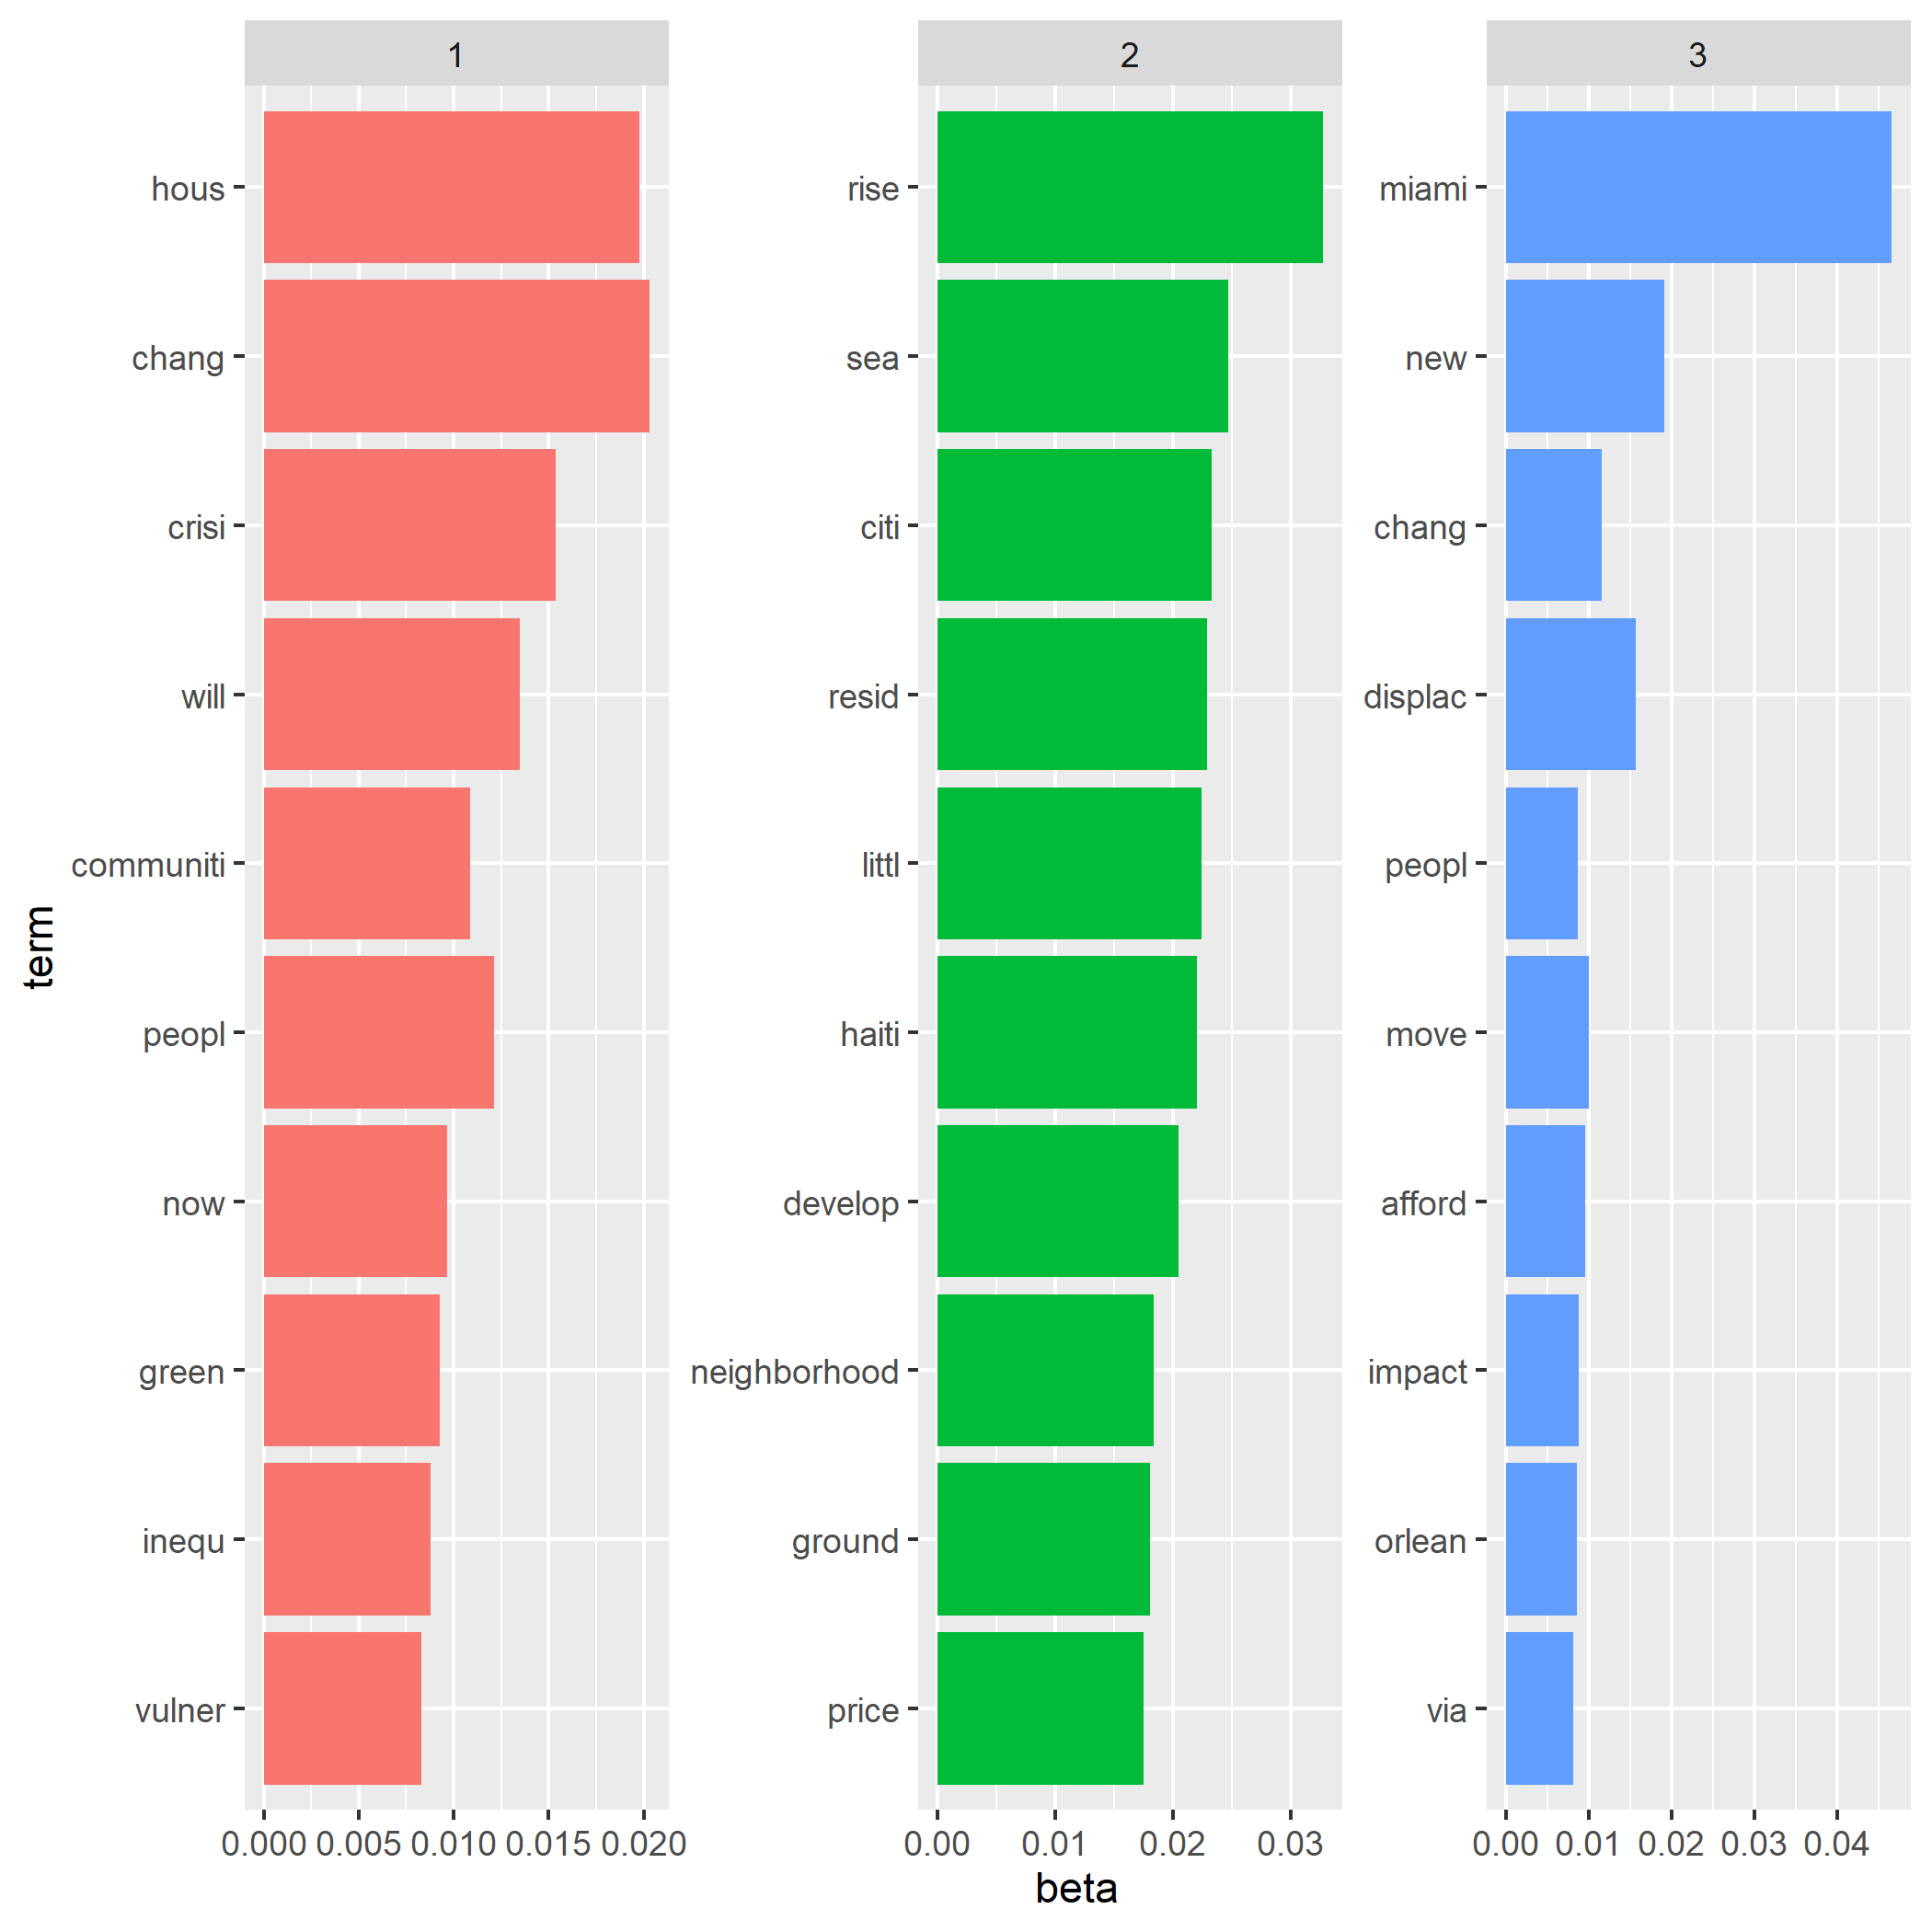 1
2
3
hous
chang
crisi
will
communiti
peopl
now
green
inequ
vulner
rise
sea
citi
resid
littl
haiti
develop
neighborhood
ground
price
miami
new
chang
displac
peopl
move
afford
impact
orlean
via
0.000 0.005 0.010 0.015 0.020
0.00 0.01 0.02 0.03
0.00 0.01 0.02 0.03 0.04
term
beta